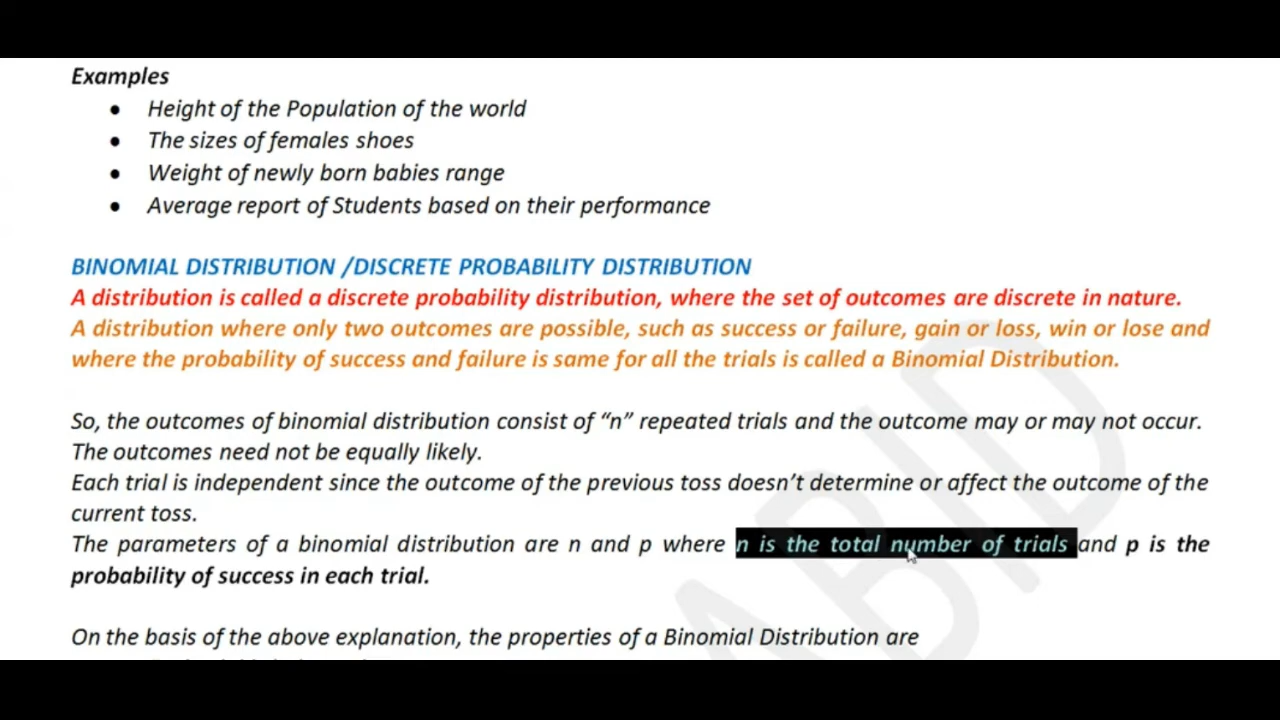 Examples
• Height of the Population of the world
• The sizes of females shoes
• Weight of newly born babies range
• Average report of Students based on their performance
BINOMIAL DISTRIBUTION /DISCRETE PROBABILITY DISTRIBUTION
A distribution is called a discrete probability distribution, where the set of outcomes are discrete in nature.
A distribution where only two outcomes are possible, such as success or failure, gain or loss, win or lose and
where the probability of success and failure is same for all the trials is called a Binomial Distribution.
So, the outcomes of binomial distribution consist of “n” repeated trials and the outcome may or may not occur.
The outcomes need not be equally likely.
Each trial is independent since the outcome of the previous toss doesn’t determine or affect the outcome of the
current toss.
The parameters of a binomial distribution are n and p where n is the total number of trials and p is the
probability of success in each trial.
On the basis of the above explanation, the properties of a Binomial Distribution are